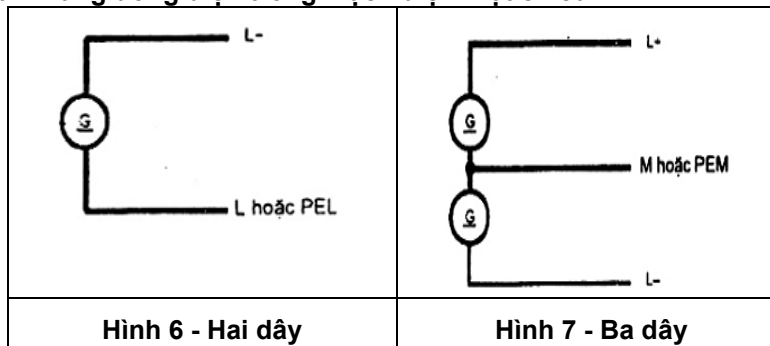 L-
G
L hoặc PEL
L+
G
M hoặc PEM
G
L-
Hình 6 - Hai dây
Hình 7 - Ba dây